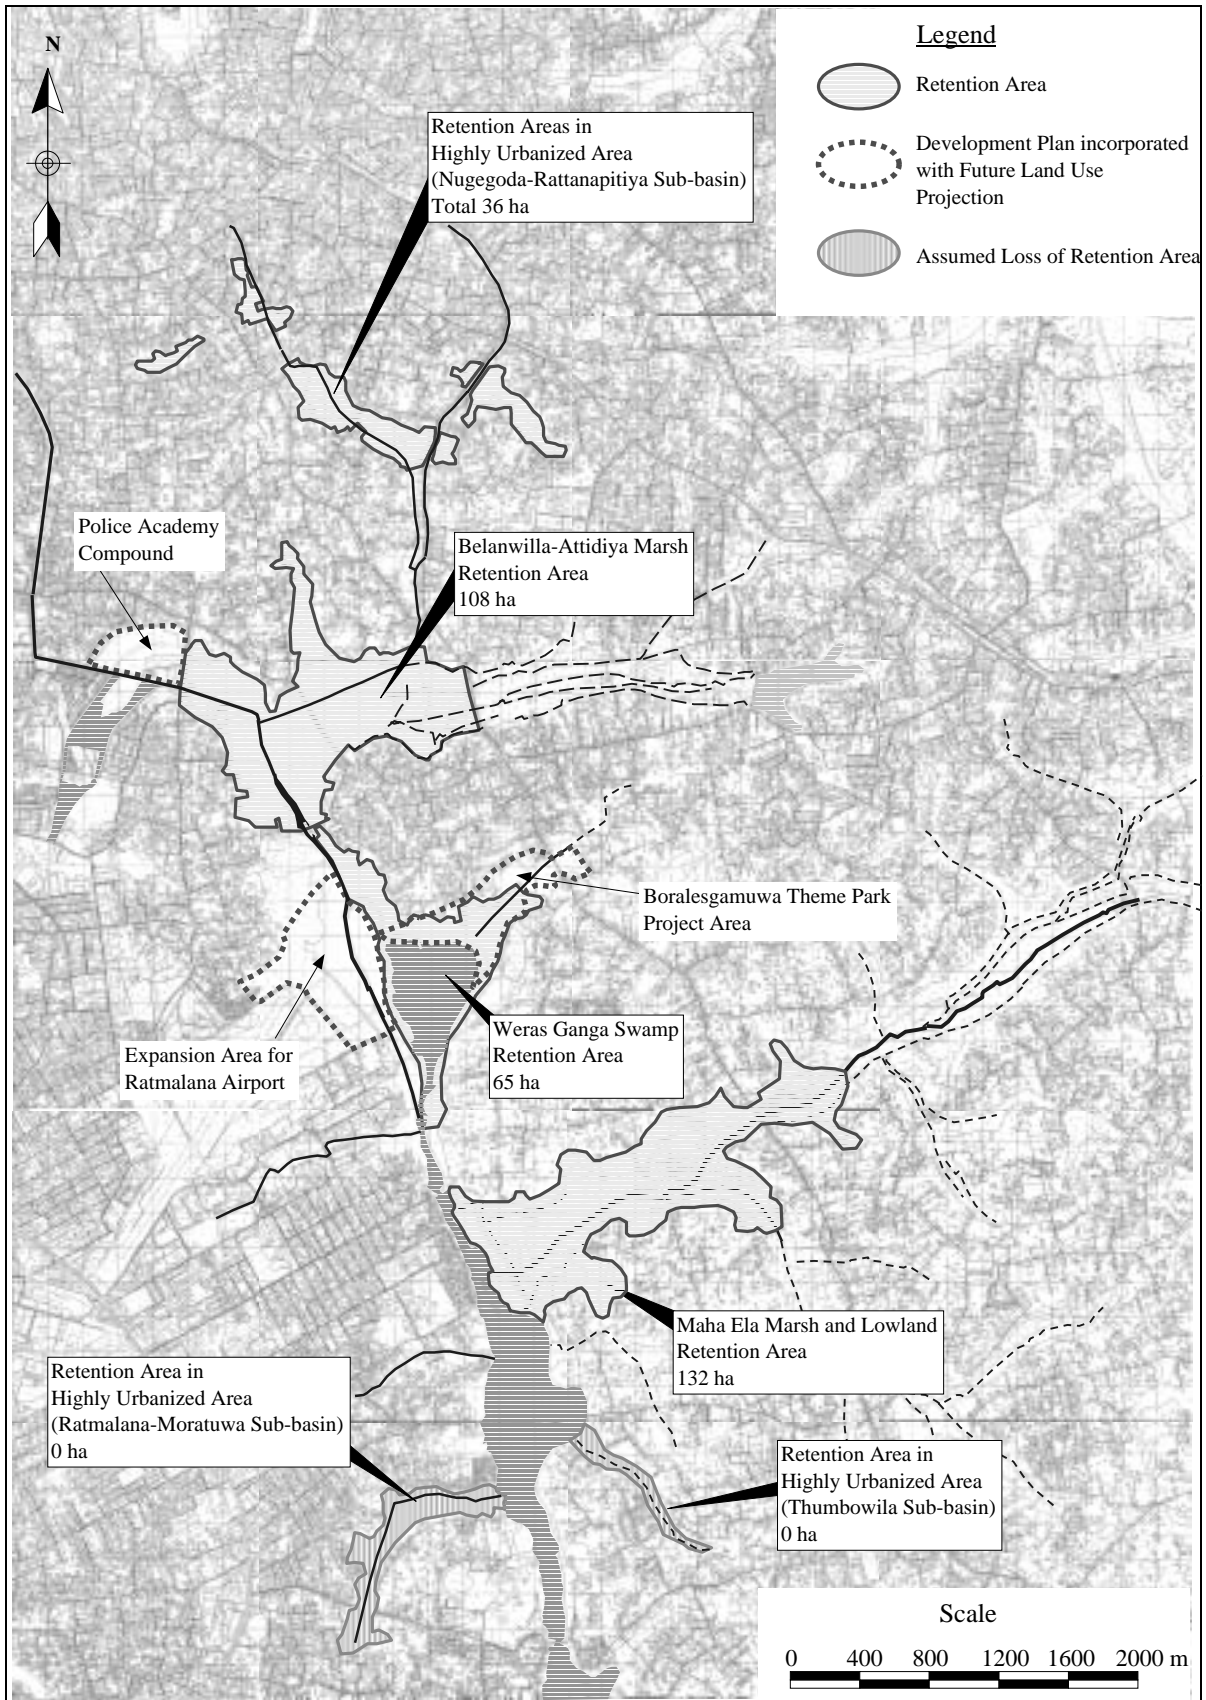 Legend
N
Retention Area
Development Plan incorporated
with Future Land Use
Projection
Assumed Loss of Retention Area
Retention Areas in
Highly Urbanized Area
(Nugegoda-Rattanapitiya Sub-basin)
Total 36 ha
Police Academy
Compound
Belanwilla-Attidiya Marsh
Retention Area
108 ha
Boralesgamuwa Theme Park
Project Area
Weras Ganga Swamp
Retention Area
65 ha
Expansion Area for
Ratmalana Airport
Maha Ela Marsh and Lowland
Retention Area
132 ha
Retention Area in
Highly Urbanized Area
(Ratmalana-Moratuwa Sub-basin)
0 ha
Retention Area in
Highly Urbanized Area
(Thumbowila Sub-basin)
0 ha
Scale
0 400 800 1200 1600 2000 m